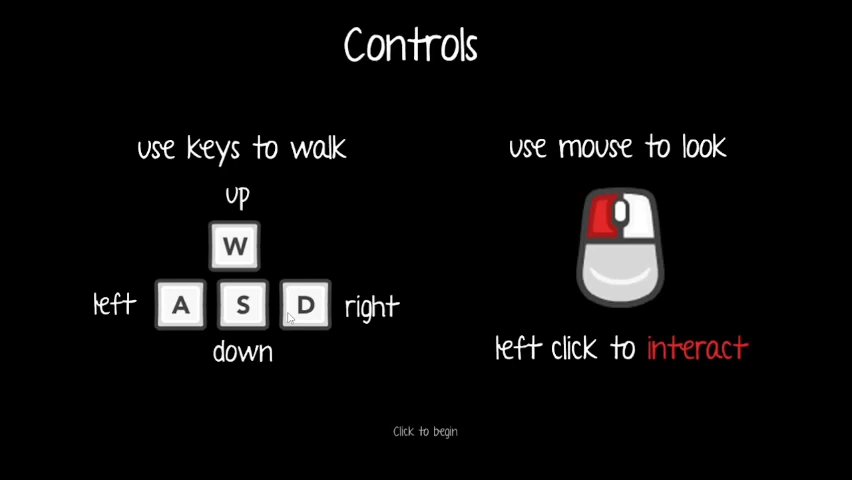 Controls
use keys to walk
up
W
left A S D right
down
use mouse to look
left click to interact
Click to begin